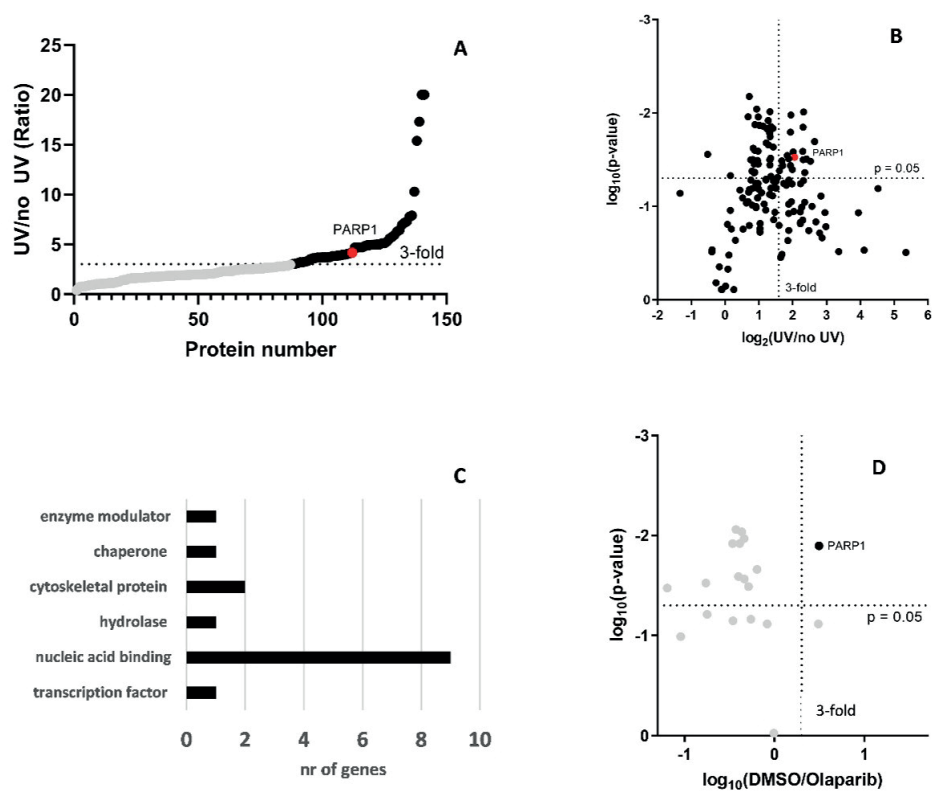 A
25
20
15
10
5
0
UV/no UV (Ratio)
PARP1
3-fold
0
50
100
150
Protein number
B
-3
-2
-1
0
log10(p-value)
PARP1
p = 0.05
3-fold
-2
-1
0
1
2
3
4
5
6
log2(UV/no UV)
C
enzyme modulator
chaperone
cytoskeletal protein
hydrolase
nucleic acid binding
transcription factor
0
2
4
6
8
10
nr of genes
D
-3
-2
-1
0
log10(p-value)
PARP1
p = 0.05
3-fold
-1
0
1
log10(DMSO/Olaparib)